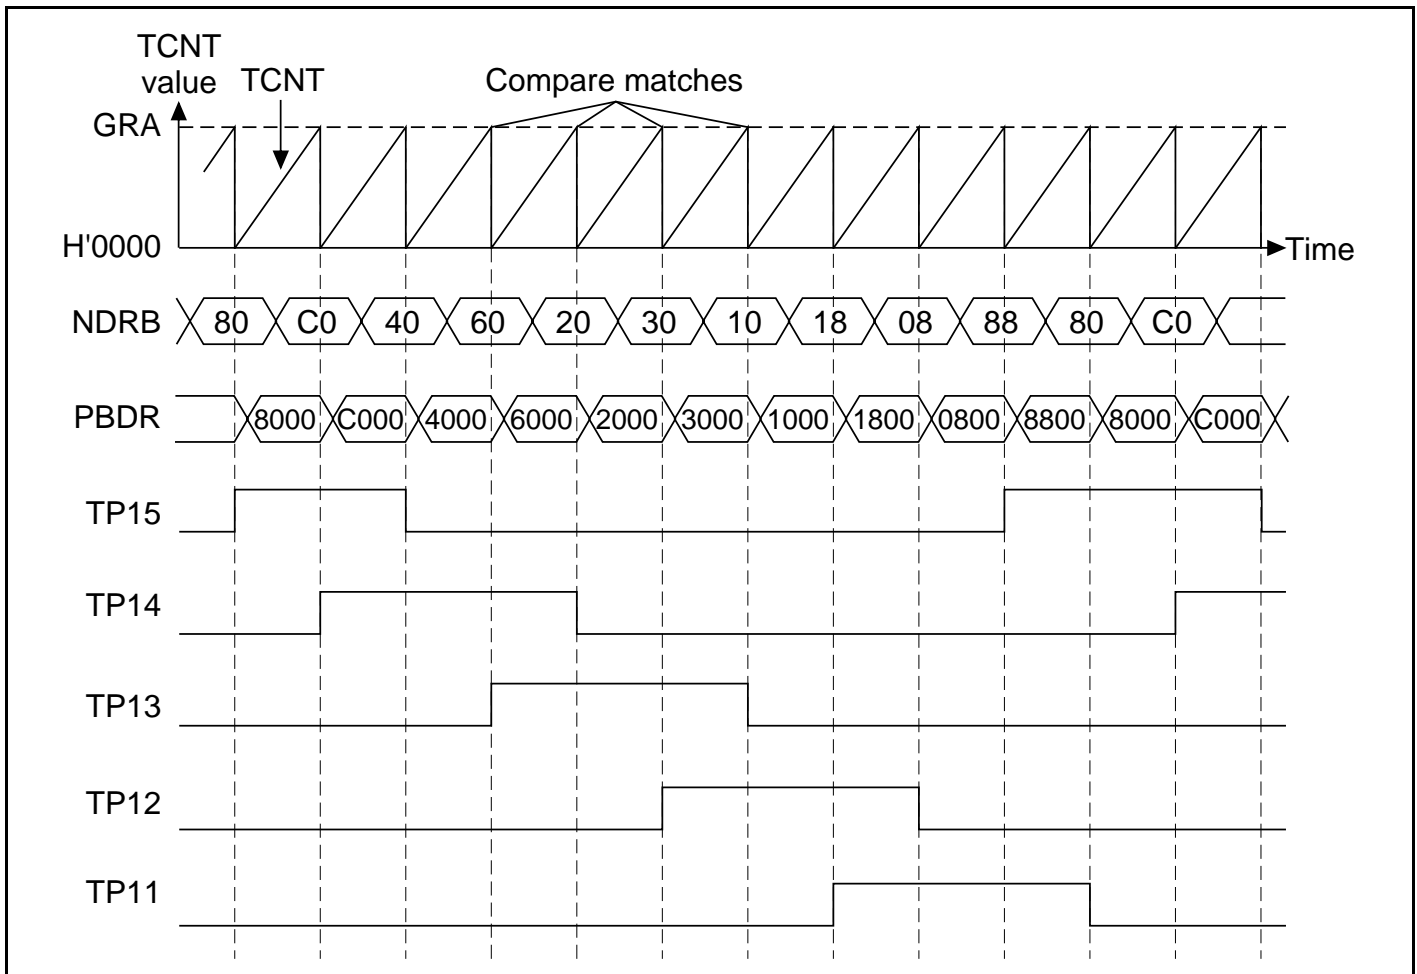 TCNT
value
TCNT
Compare matches
GRA
H'0000
Time
NDRB 80 C0 40 60 20 30 10 18 08 88 80 C0
PBDR 8000 C000 4000 6000 2000 3000 1000 1800 0800 8800 8000 C000
TP15
TP14
TP13
TP12
TP11